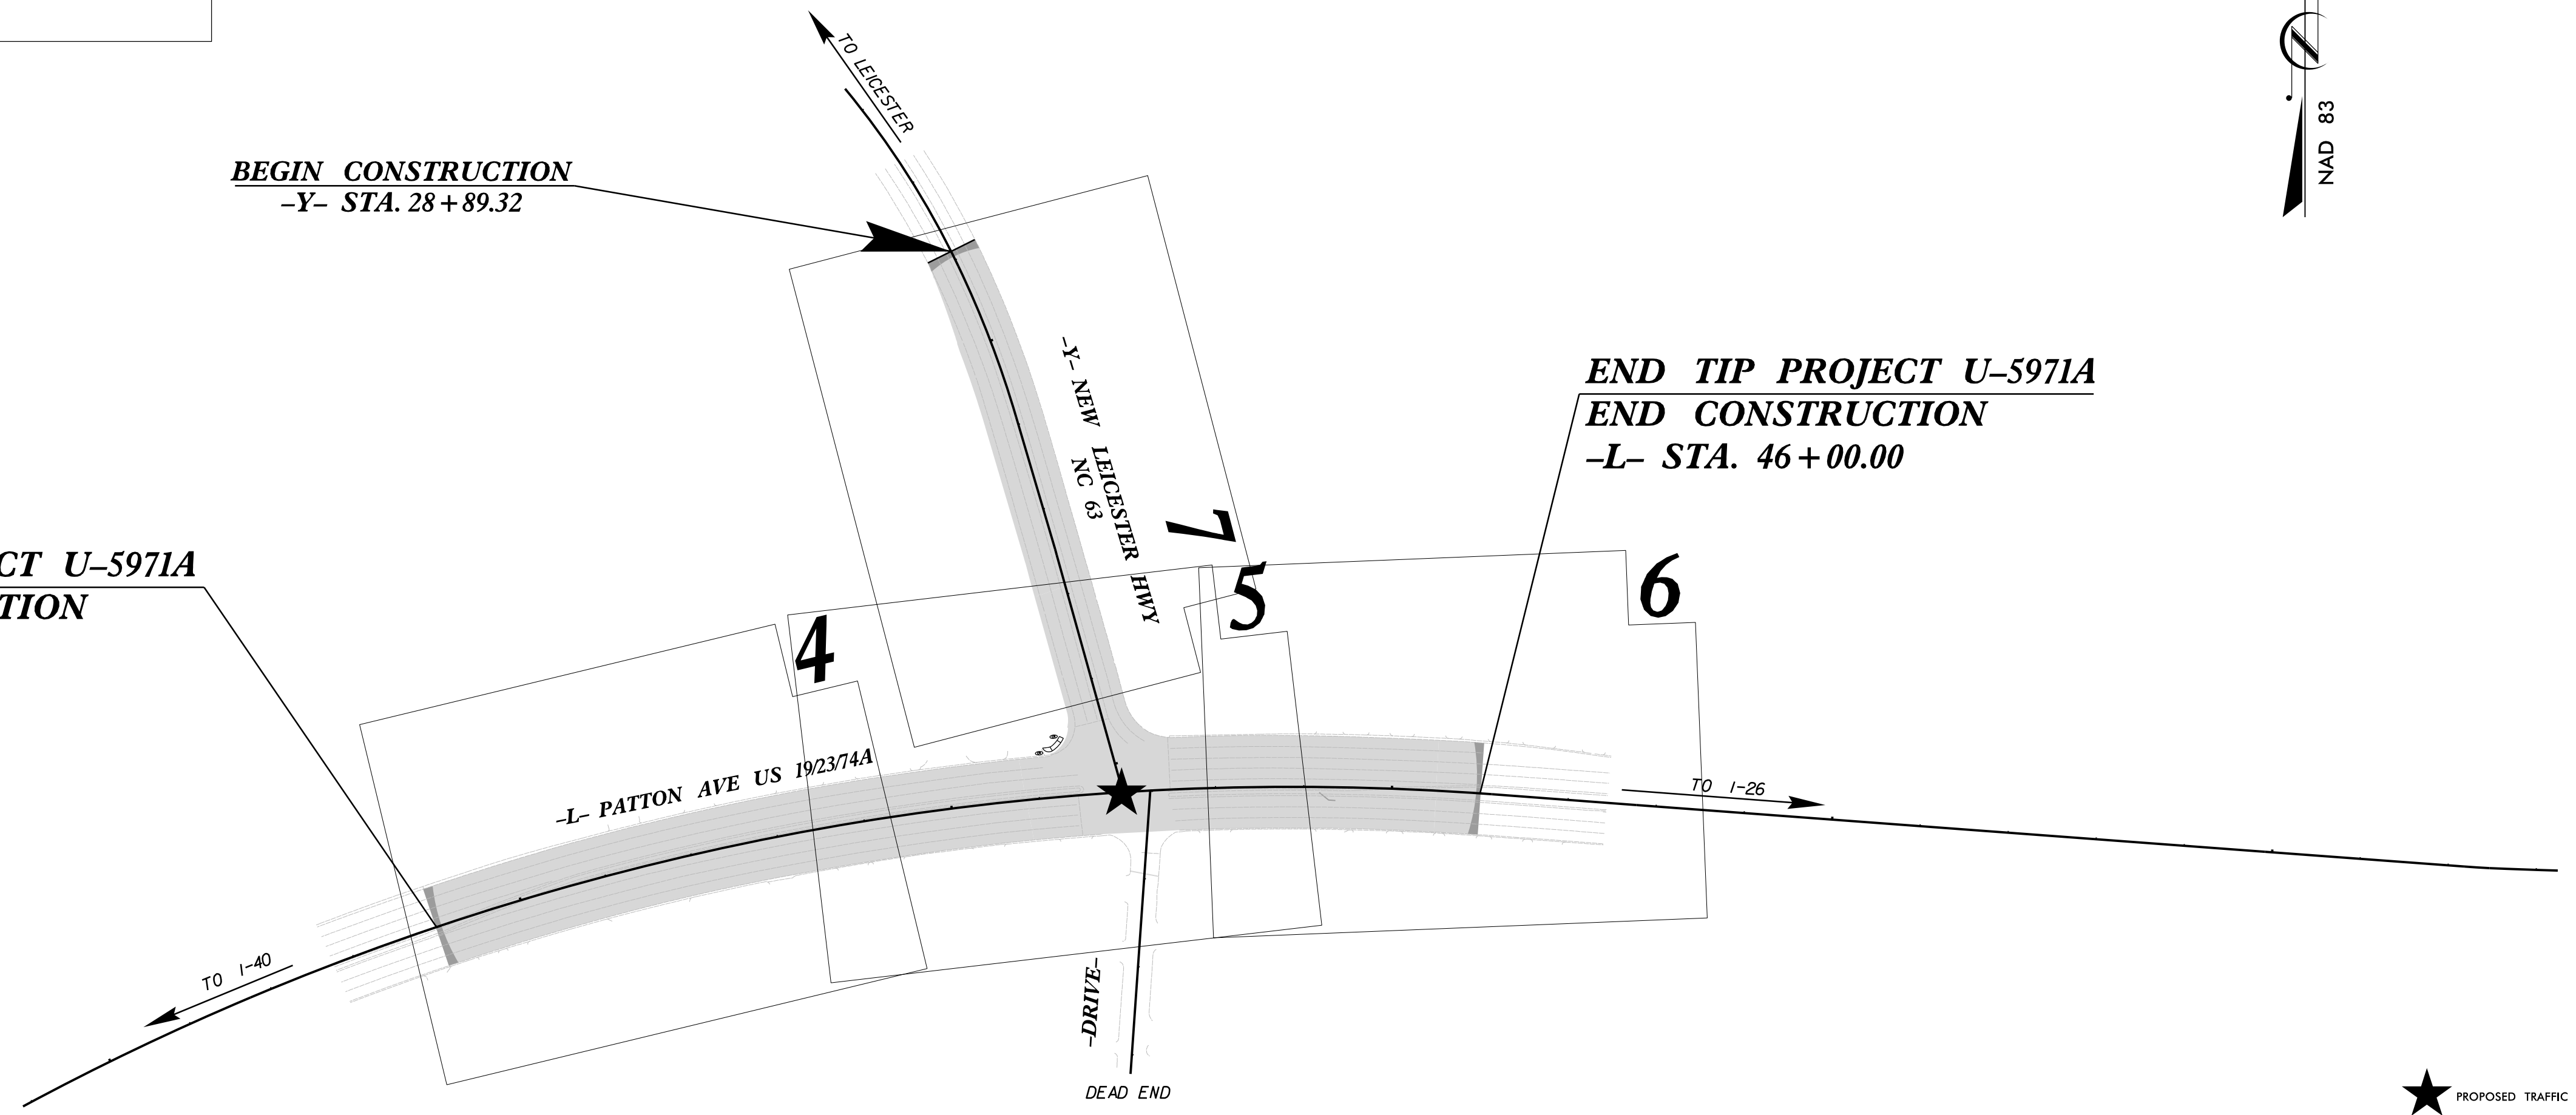 TO LEICESTER
NAD 83
BEGIN CONSTRUCTION
-Y- STA. 28+89.32
-Y- NEW LEICESTER HWY
NC 63
END TIP PROJECT U-5971A
END CONSTRUCTION
-L- STA. 46+00.00
7
5
6
4
CT U-5971A
TION
-L- PATTON AVE US 19/23/74A
TO I-26
TO I-40
-DRIVE-
DEAD END
PROPOSED TRAFFIC